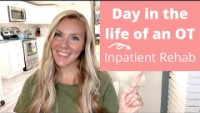 Day in the
life of an OT
Inpatient Rehab